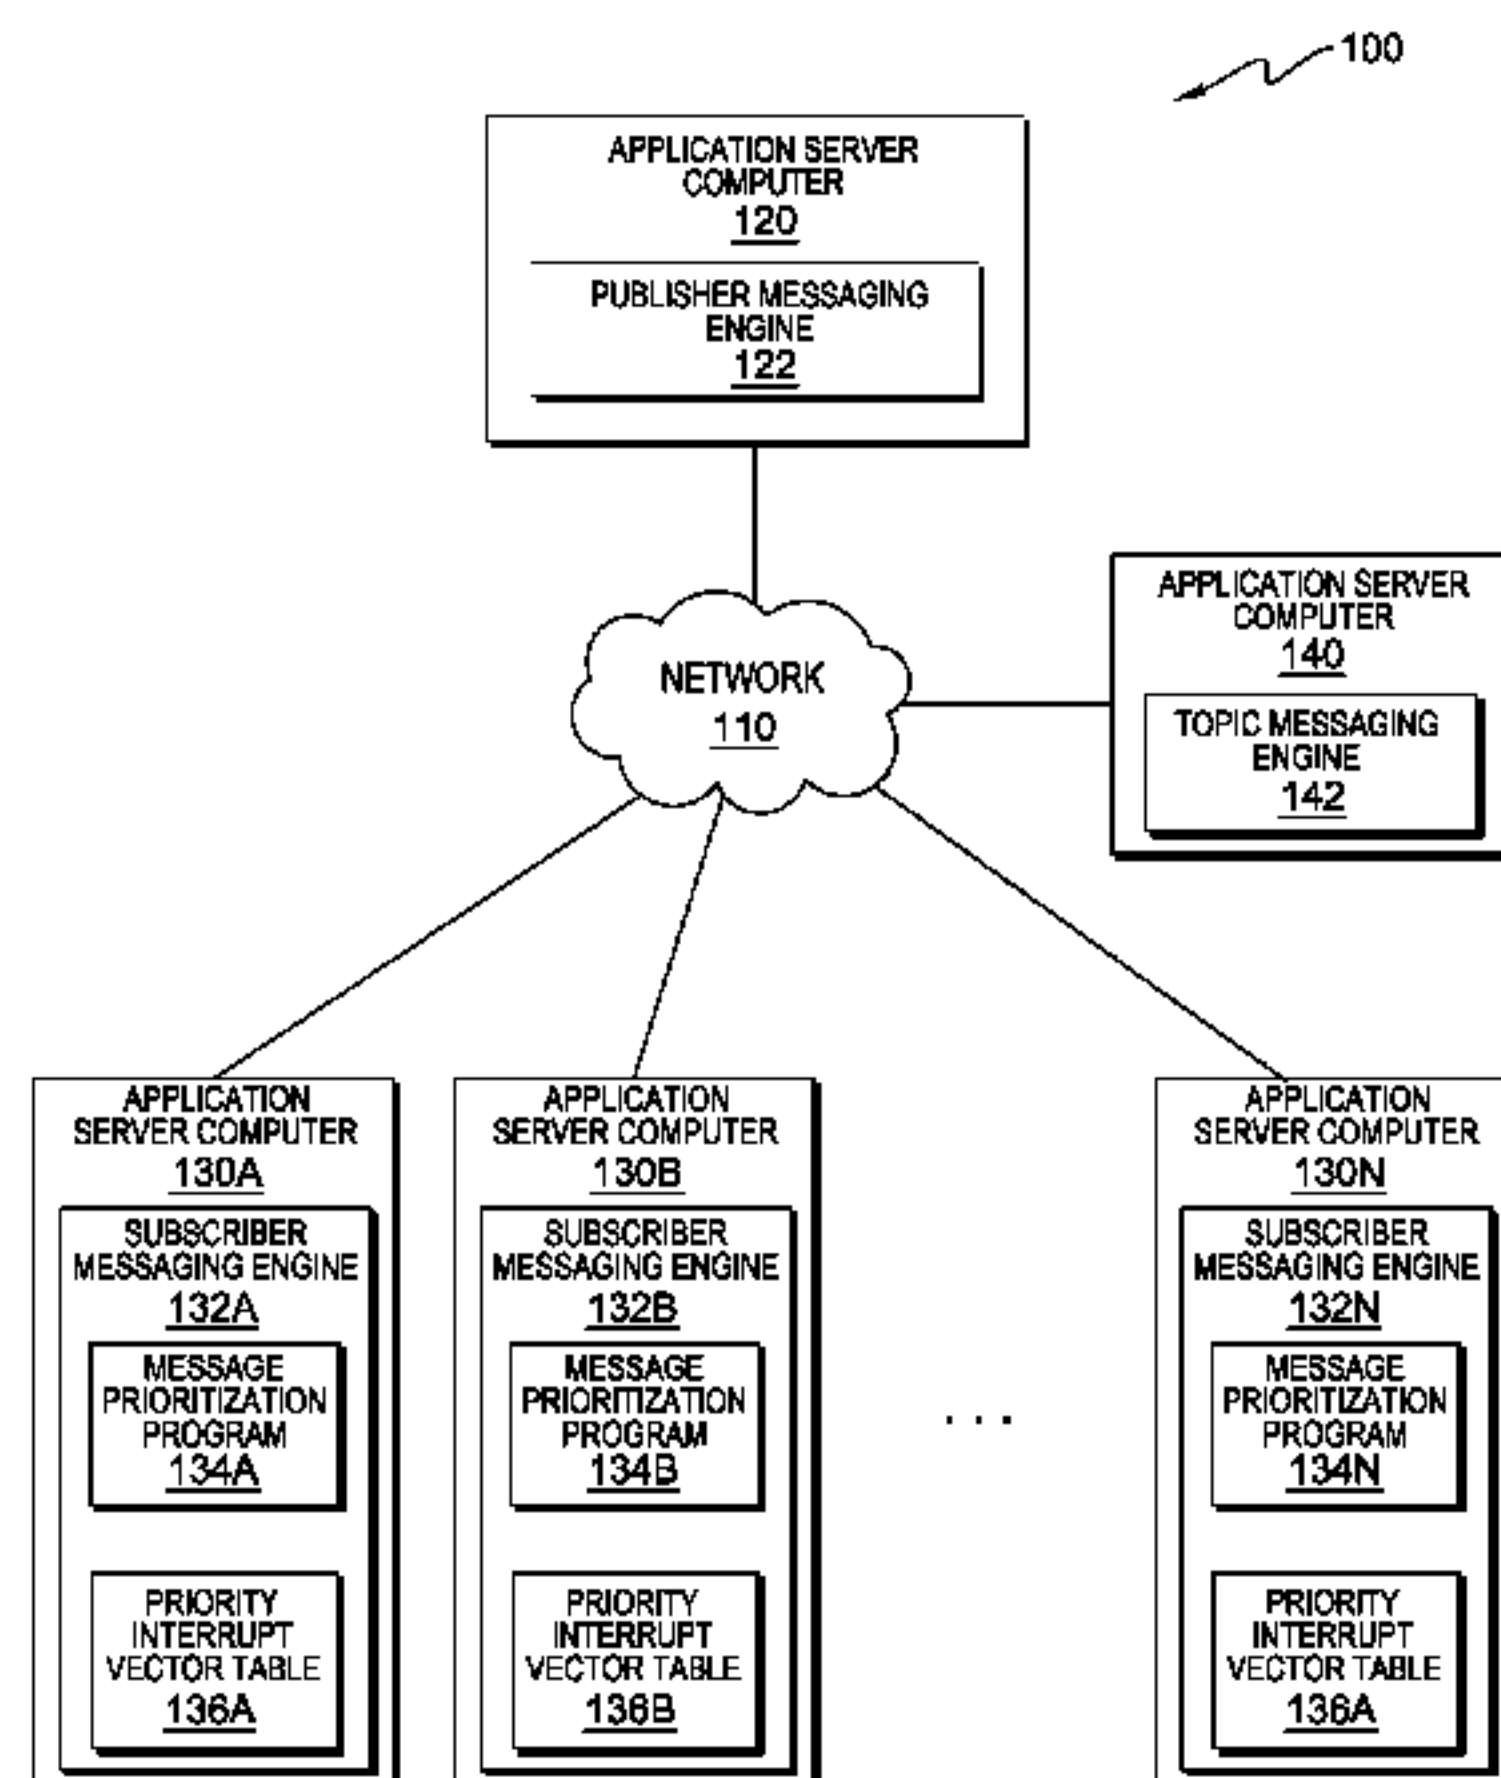 100
APPLICATION SERVER
COMPUTER
120
PUBLISHER MESSAGING
ENGINE
122
NETWORK
110
APPLICATION SERVER
COMPUTER
140
TOPIC MESSAGING
ENGINE
142
APPLICATION
SERVER COMPUTER
130A
SUBSCRIBER
MESSAGING ENGINE
132A
MESSAGE
PRIORITIZATION
PROGRAM
134A
PRIORITY
INTERRUPT
VECTOR TABLE
136A
APPLICATION
SERVER COMPUTER
130B
SUBSCRIBER
MESSAGING ENGINE
132B
MESSAGE
PRIORITIZATION
PROGRAM
134B
PRIORITY
INTERRUPT
VECTOR TABLE
136B
. . .
APPLICATION
SERVER COMPUTER
130N
SUBSCRIBER
MESSAGING ENGINE
132N
MESSAGE
PRIORITIZATION
PROGRAM
134N
PRIORITY
INTERRUPT
VECTOR TABLE
136A